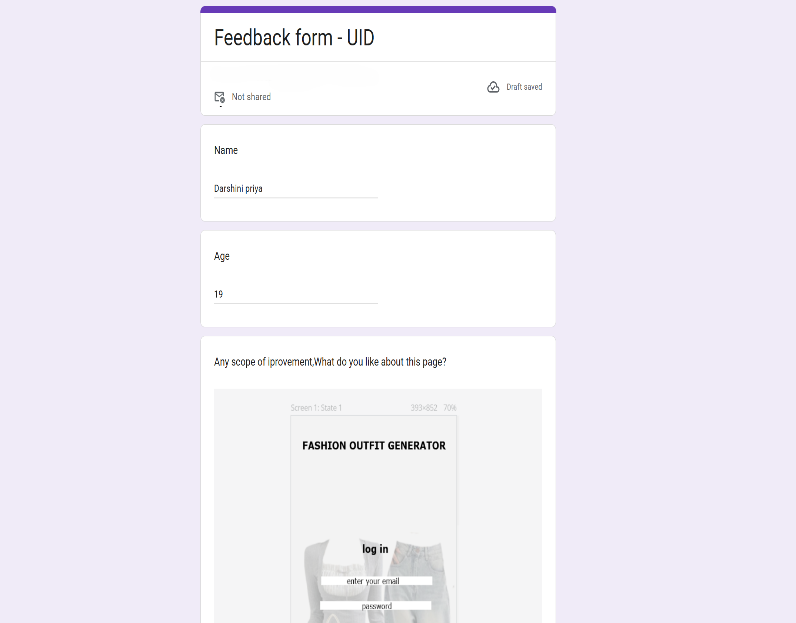 Feedback form - UID
Not shared
Draft saved
Name
Darshini priya
Age
19
Any scope of iprovement,What do you like about this page?
Screen 1: State 1 393×852 70%
FASHION OUTFIT GENERATOR
log in
enter your email
password